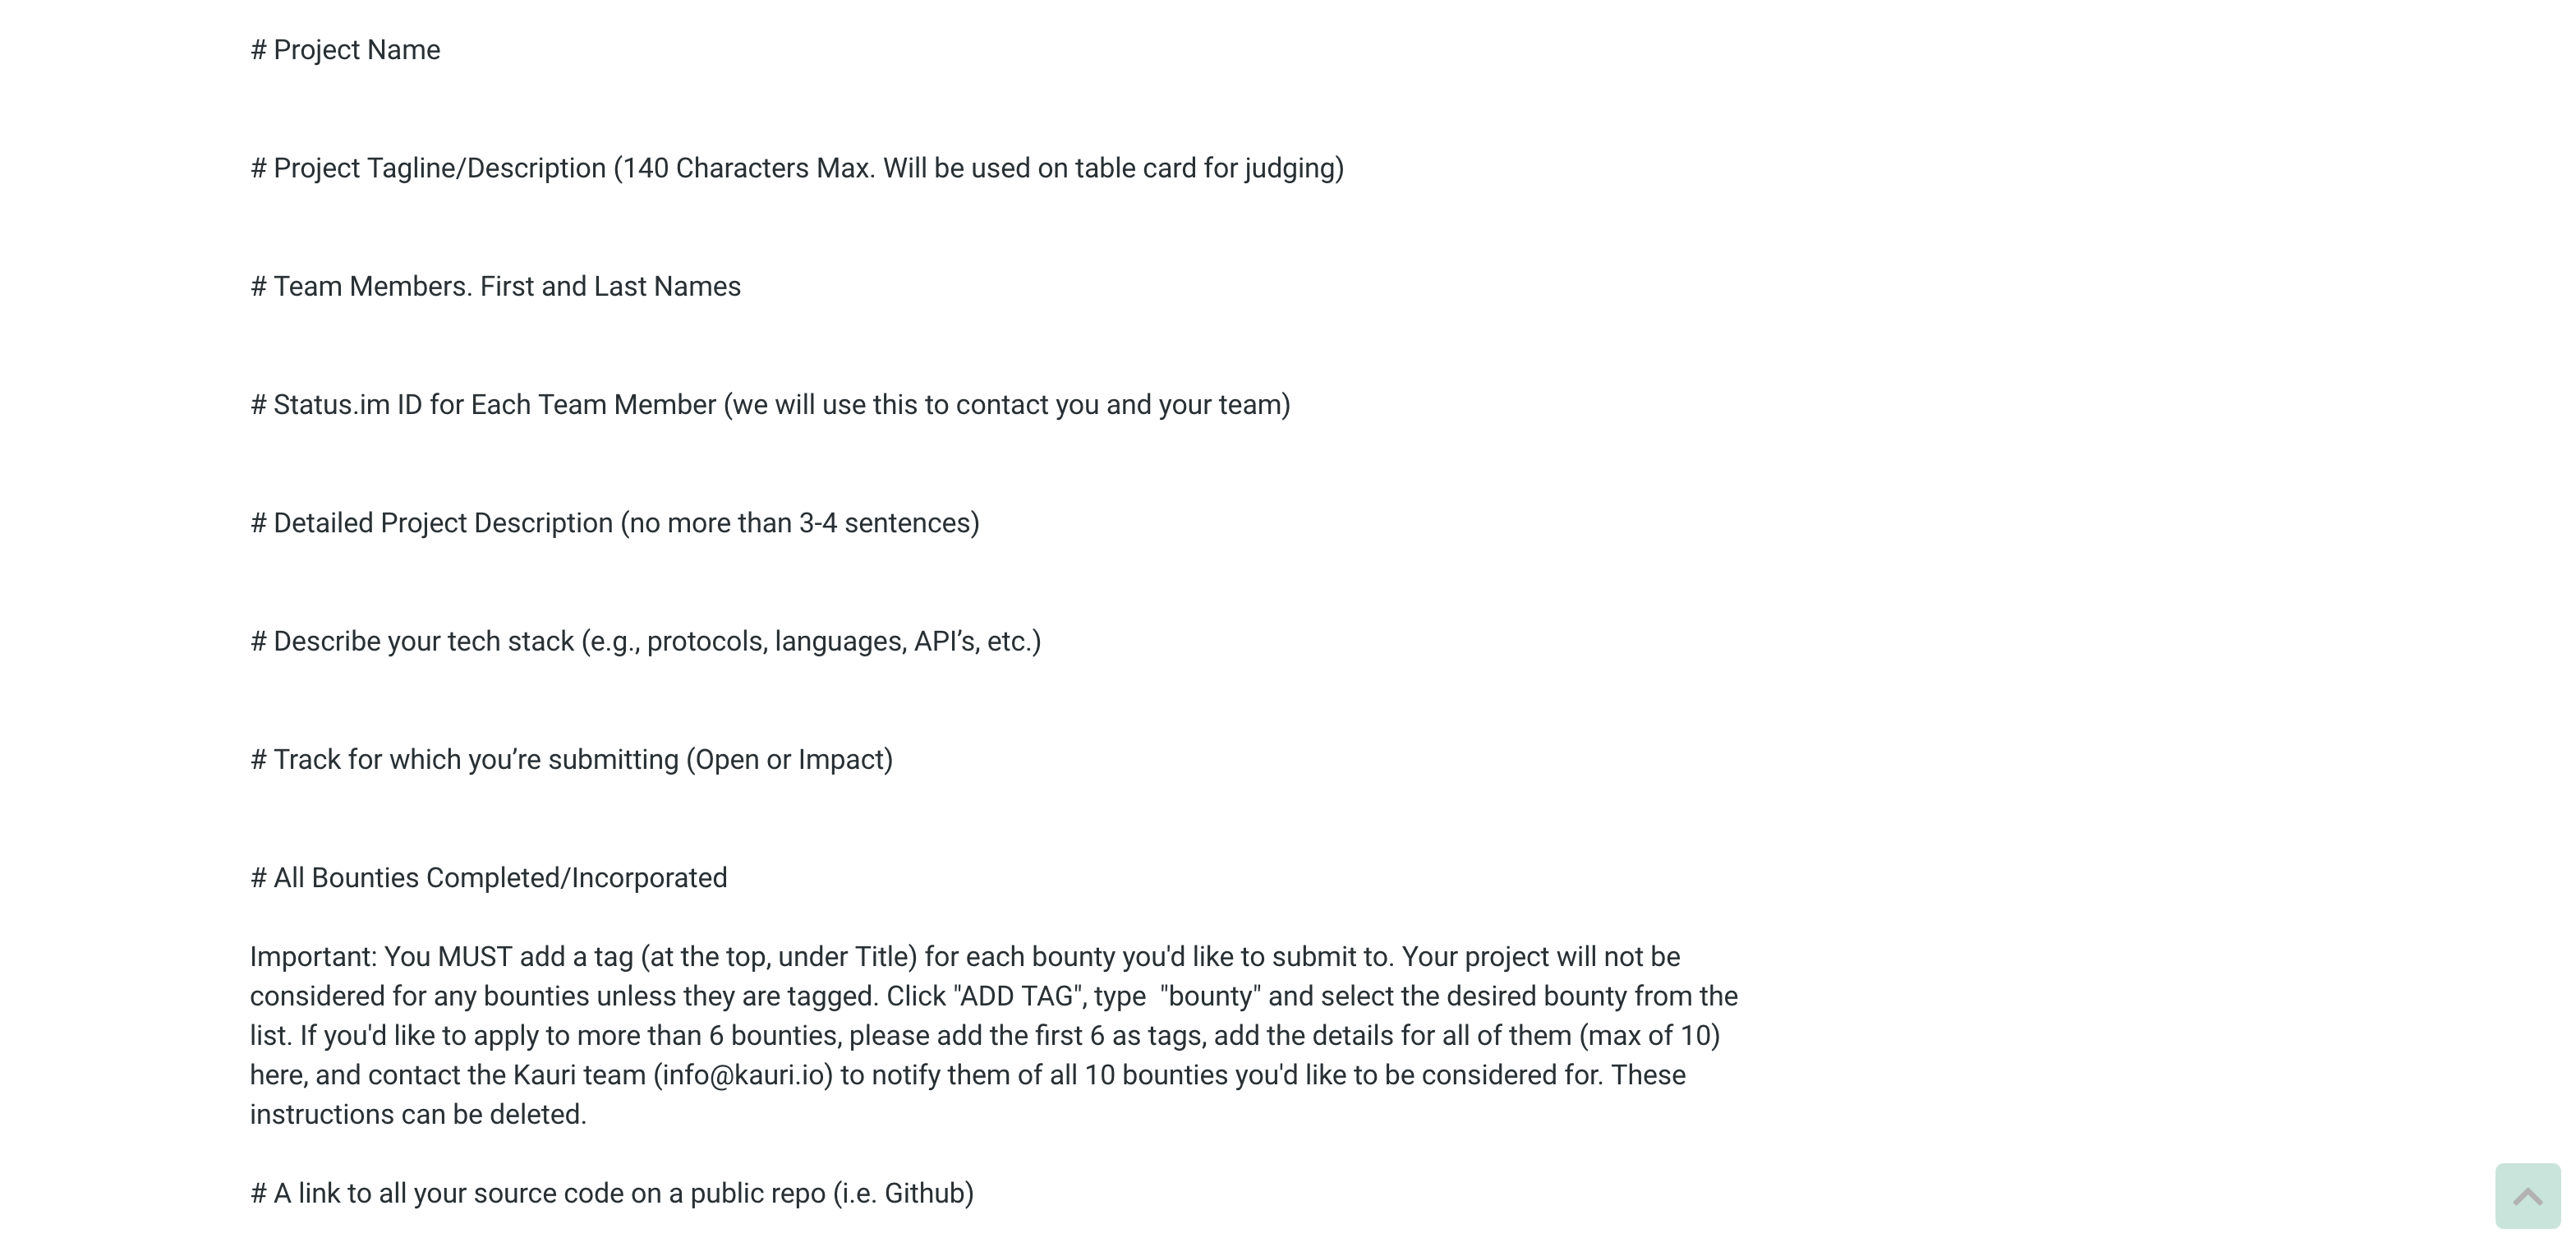 # Project Name
# Project Tagline/Description (140 Characters Max. Will be used on table card for judging)
# Team Members. First and Last Names
# Status.im ID for Each Team Member (we will use this to contact you and your team)
# Detailed Project Description (no more than 3-4 sentences)
# Describe your tech stack (e.g., protocols, languages, API’s, etc.)
# Track for which you’re submitting (Open or Impact)
# All Bounties Completed/Incorporated
Important: You MUST add a tag (at the top, under Title) for each bounty you'd like to submit to. Your project will not be
considered for any bounties unless they are tagged. Click "ADD TAG", type  "bounty" and select the desired bounty from the
list. If you'd like to apply to more than 6 bounties, please add the first 6 as tags, add the details for all of them (max of 10)
here, and contact the Kauri team (info@kauri.io) to notify them of all 10 bounties you'd like to be considered for. These
instructions can be deleted.
# A link to all your source code on a public repo (i.e. Github)